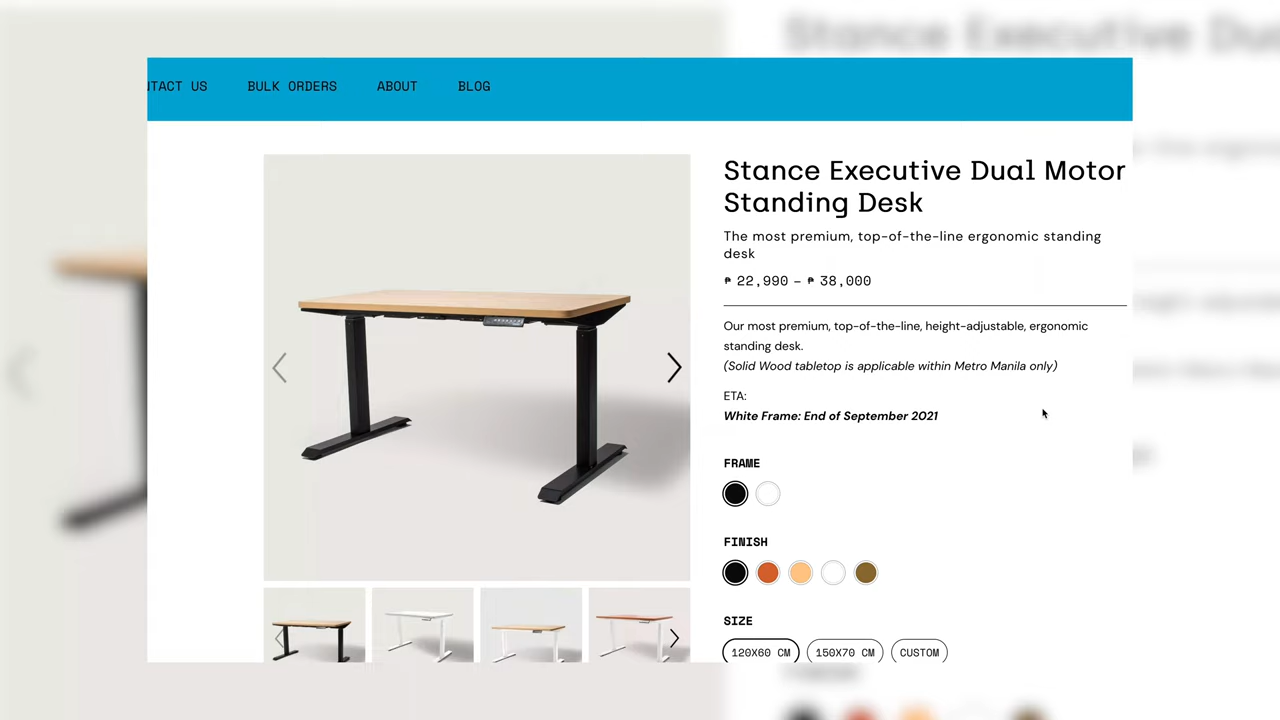 BULK ORDERS
ABOUT
BLOG
Stance Executive Dual Motor
Standing Desk
The most premium, top-of-the-line ergonomic standing
desk
₱ 22,990 – ₱ 38,000
Our most premium, top-of-the-line, height-adjustable, ergonomic
standing desk.
(Solid Wood tabletop is applicable within Metro Manila only)
ETA:
White Frame: End of September 2021
FRAME
FINISH
SIZE
120X60 CM
150X70 CM
CUSTOM